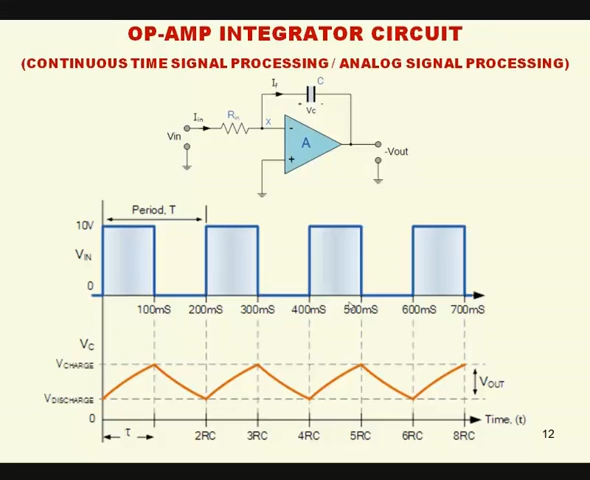 OP-AMP INTEGRATOR CIRCUIT
(CONTINUOUS TIME SIGNAL PROCESSING / ANALOG SIGNAL PROCESSING)
If C
Iin Rin X Vc
Vin - A -Vout
+
Period, T
10V
VIN
0
100mS 200mS 300mS 400mS 500mS 600mS 700mS
VC
VCHARGE
VOUT
VDISCHARGE
0 Time, (t)
τ 2RC 3RC 4RC 5RC 6RC 8RC
12